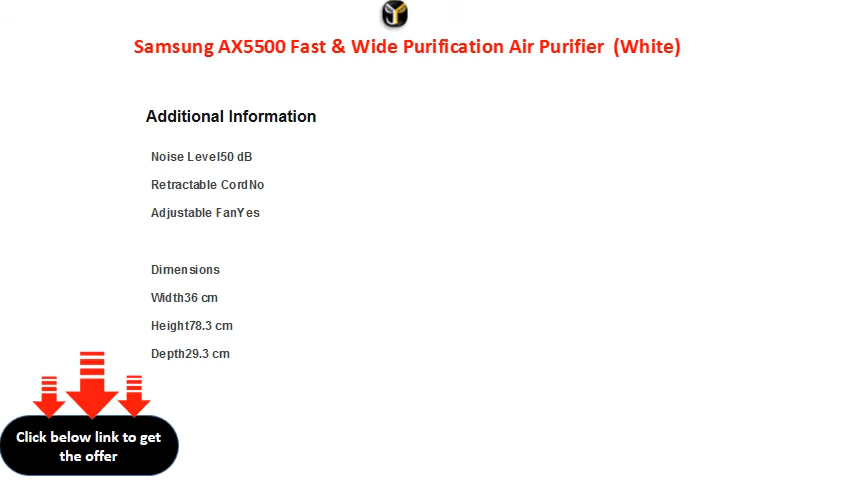 Samsung AX5500 Fast & Wide Purification Air Purifier (White)
Additional Information
Noise Level50 dB
Retractable CordNo
Adjustable FanYes
Dimensions
Width36 cm
Height78.3 cm
Depth29.3 cm
Click below link to get
the offer